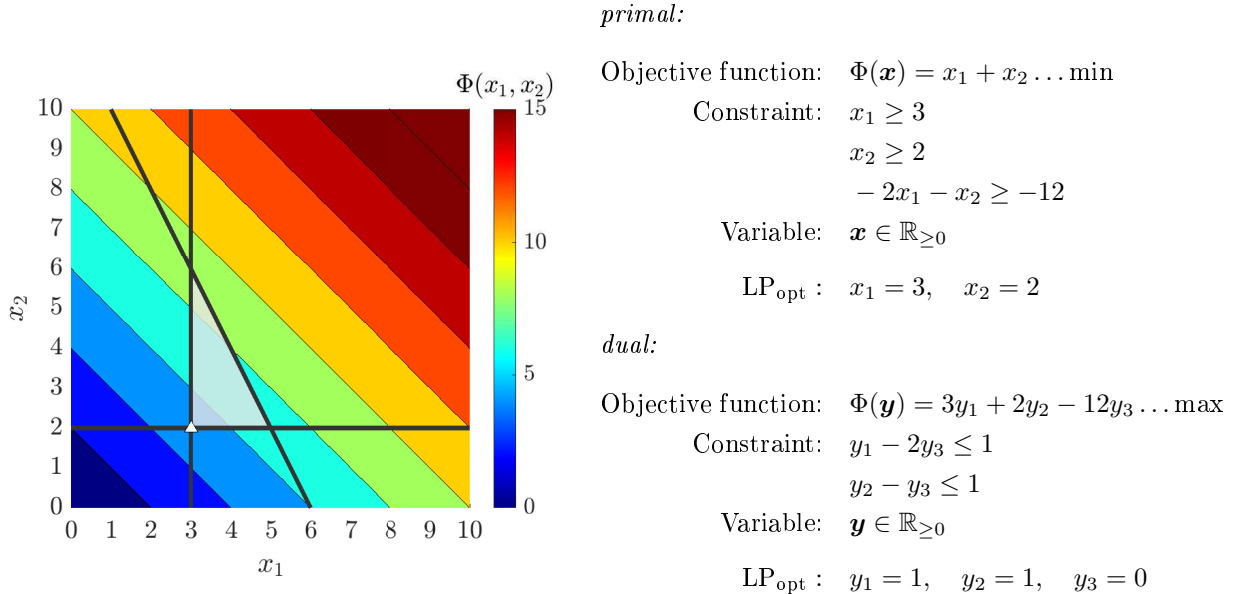 Φ(x₁, x₂)
10
9
8
7
6
5
4
3
2
1
0
x₂
0 1 2 3 4 5 6 7 8 9 10
x₁
15
10
5
0
primal:
Objective function: Φ(x) = x₁ + x₂ … min
Constraint: x₁ ≥ 3
x₂ ≥ 2
− 2x₁ − x₂ ≥ −12
Variable: x ∈ ℝ≥0
LPopt : x₁ = 3, x₂ = 2
dual:
Objective function: Φ(y) = 3y₁ + 2y₂ − 12y₃ … max
Constraint: y₁ − 2y₃ ≤ 1
y₂ − y₃ ≤ 1
Variable: y ∈ ℝ≥0
LPopt : y₁ = 1, y₂ = 1, y₃ = 0